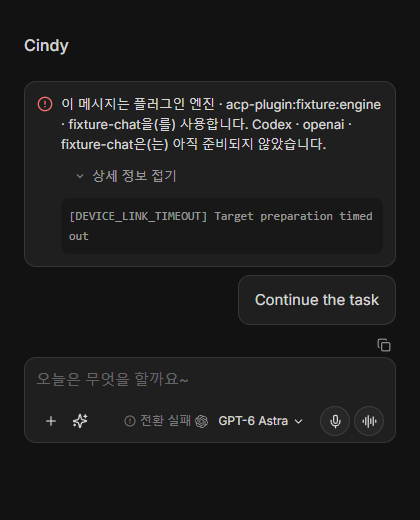 Cindy
이 메시지는 플러그인 엔진 · acp-plugin:fixture:engine
· fixture-chat을(를) 사용합니다. Codex · openai ·
fixture-chat은(는) 아직 준비되지 않았습니다.
상세 정보 접기
[DEVICE_LINK_TIMEOUT] Target preparation timed
out
Continue the task
오늘은 무엇을 할까요~
전환 실패 GPT-6 Astra